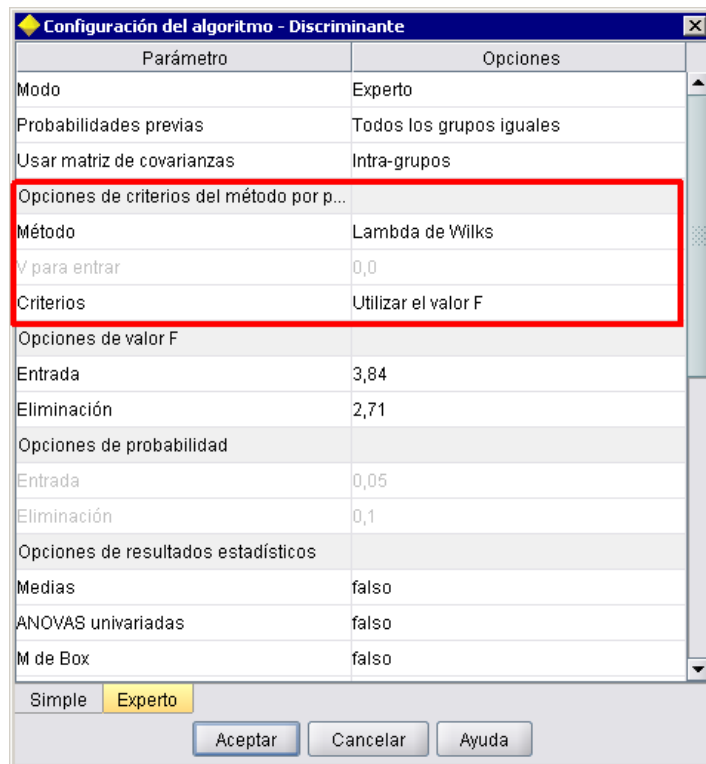 Configuración del algoritmo - Discriminante
Parámetro Opciones
Modo Experto
Probabilidades previas Todos los grupos iguales
Usar matriz de covarianzas Intra-grupos
Opciones de criterios del método por p...
Método Lambda de Wilks
V para entrar 0,0
Criterios Utilizar el valor F
Opciones de valor F
Entrada 3,84
Eliminación 2,71
Opciones de probabilidad
Entrada 0,05
Eliminación 0,1
Opciones de resultados estadísticos
Medias falso
ANOVAS univariadas falso
M de Box falso
Simple Experto
Aceptar Cancelar Ayuda